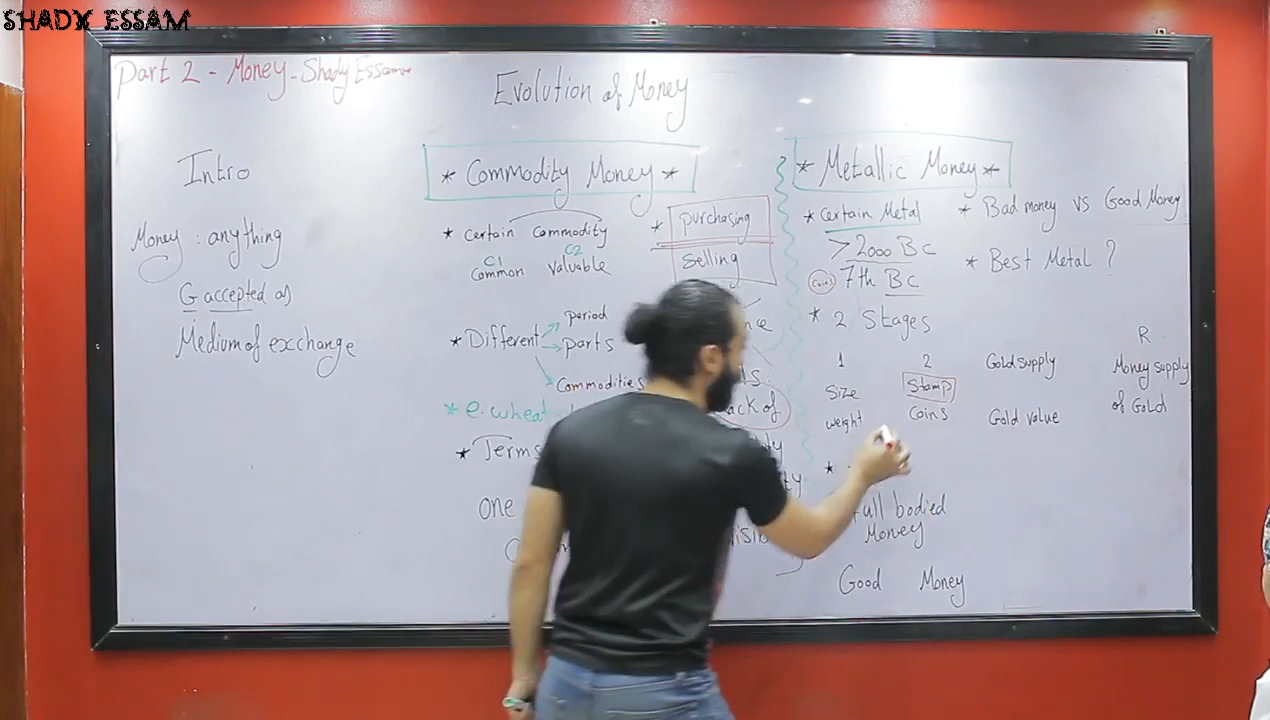 SHADX ESSAM
Part 2 - Money - Shady Essam
Evolution of Money
Intro
Money : anything
G accepted as
Medium of exchange
* Commodity Money *
* Certain Commodity
C1 C2
Common Valuable
* Different
period
parts
Commodities
* e. wheat
* Terms
one
* purchasing
Selling
* Metallic Money *
* Certain Metal
> 2000 BC
Coins 7th BC
* 2 Stages
1 2
Size Stamp
weight Coins
*
Full bodied
Money
Good Money
* Bad money vs Good Money
* Best Metal ?
Gold supply
Gold value
R
Money supply
of Gold